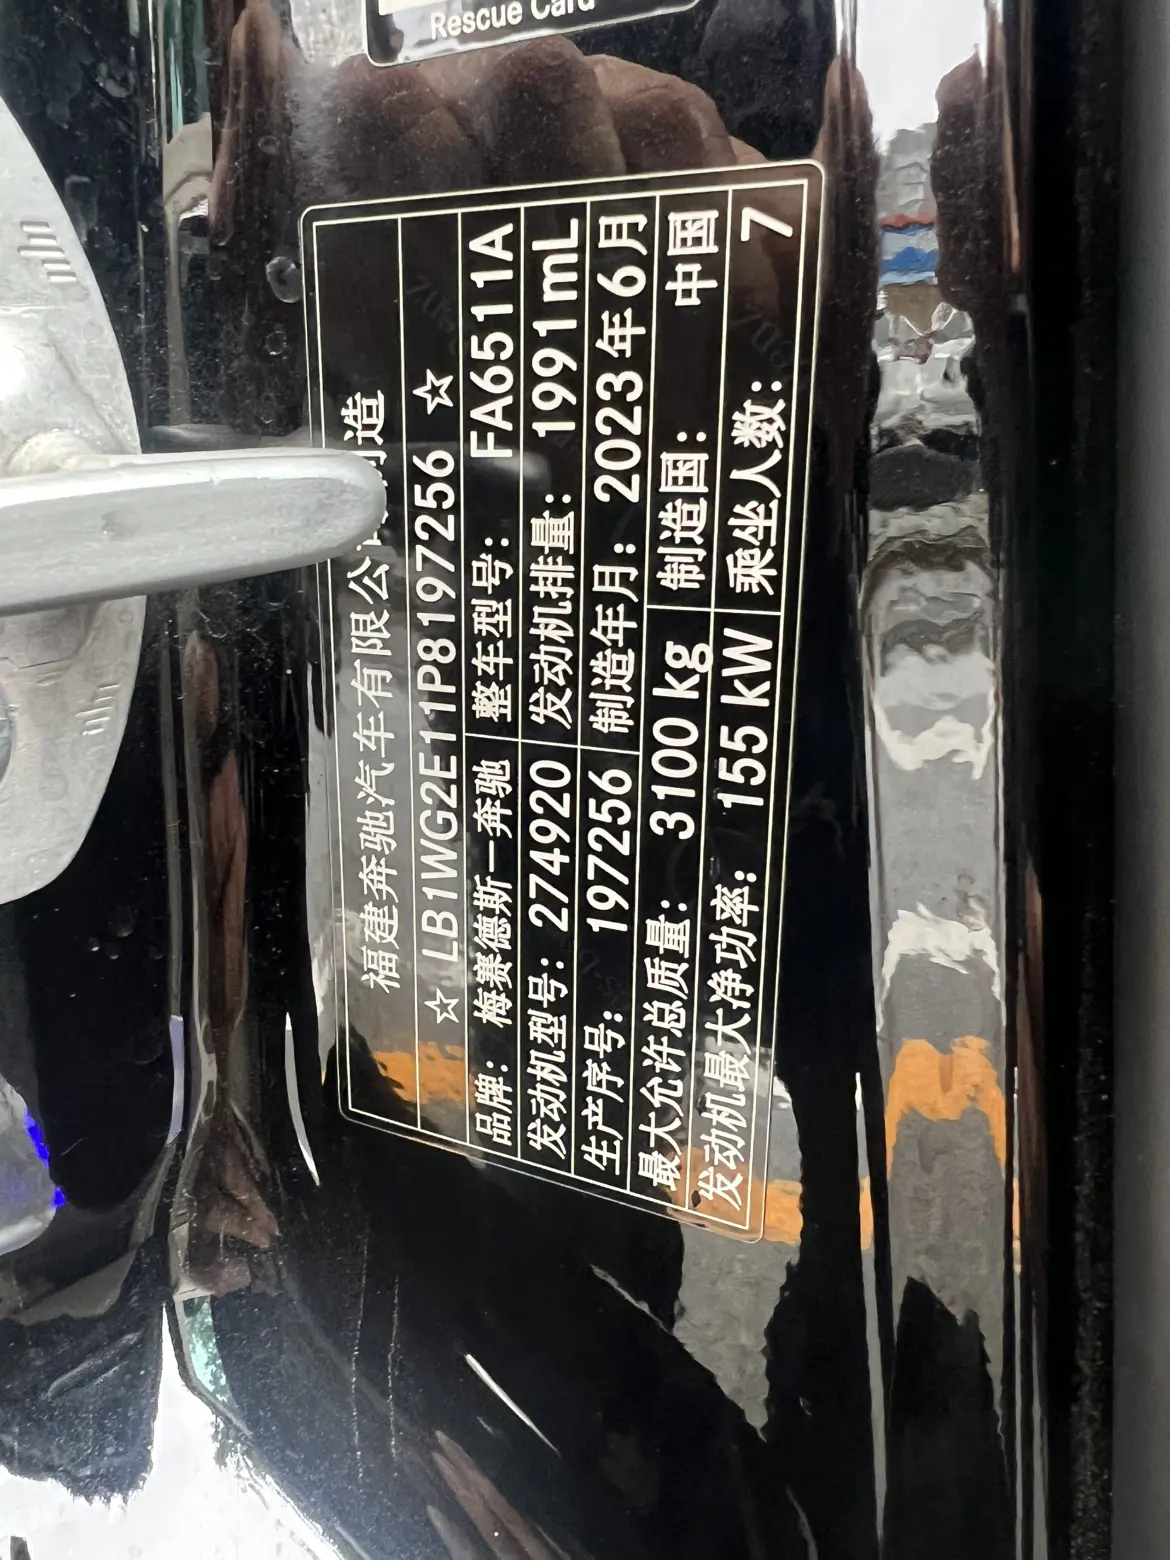 Rescue Card
福建奔驰汽车有限公司制造
☆ LB1WG2E11P8197256 ☆
品牌：梅赛德斯—奔驰 整车型号：FA6511A
发动机型号：274920 发动机排量：1991mL
生产序号：197256 制造年月：2023年6月
最大允许总质量：3100 kg 制造国：中国
发动机最大净功率：155 kW 乘坐人数：7